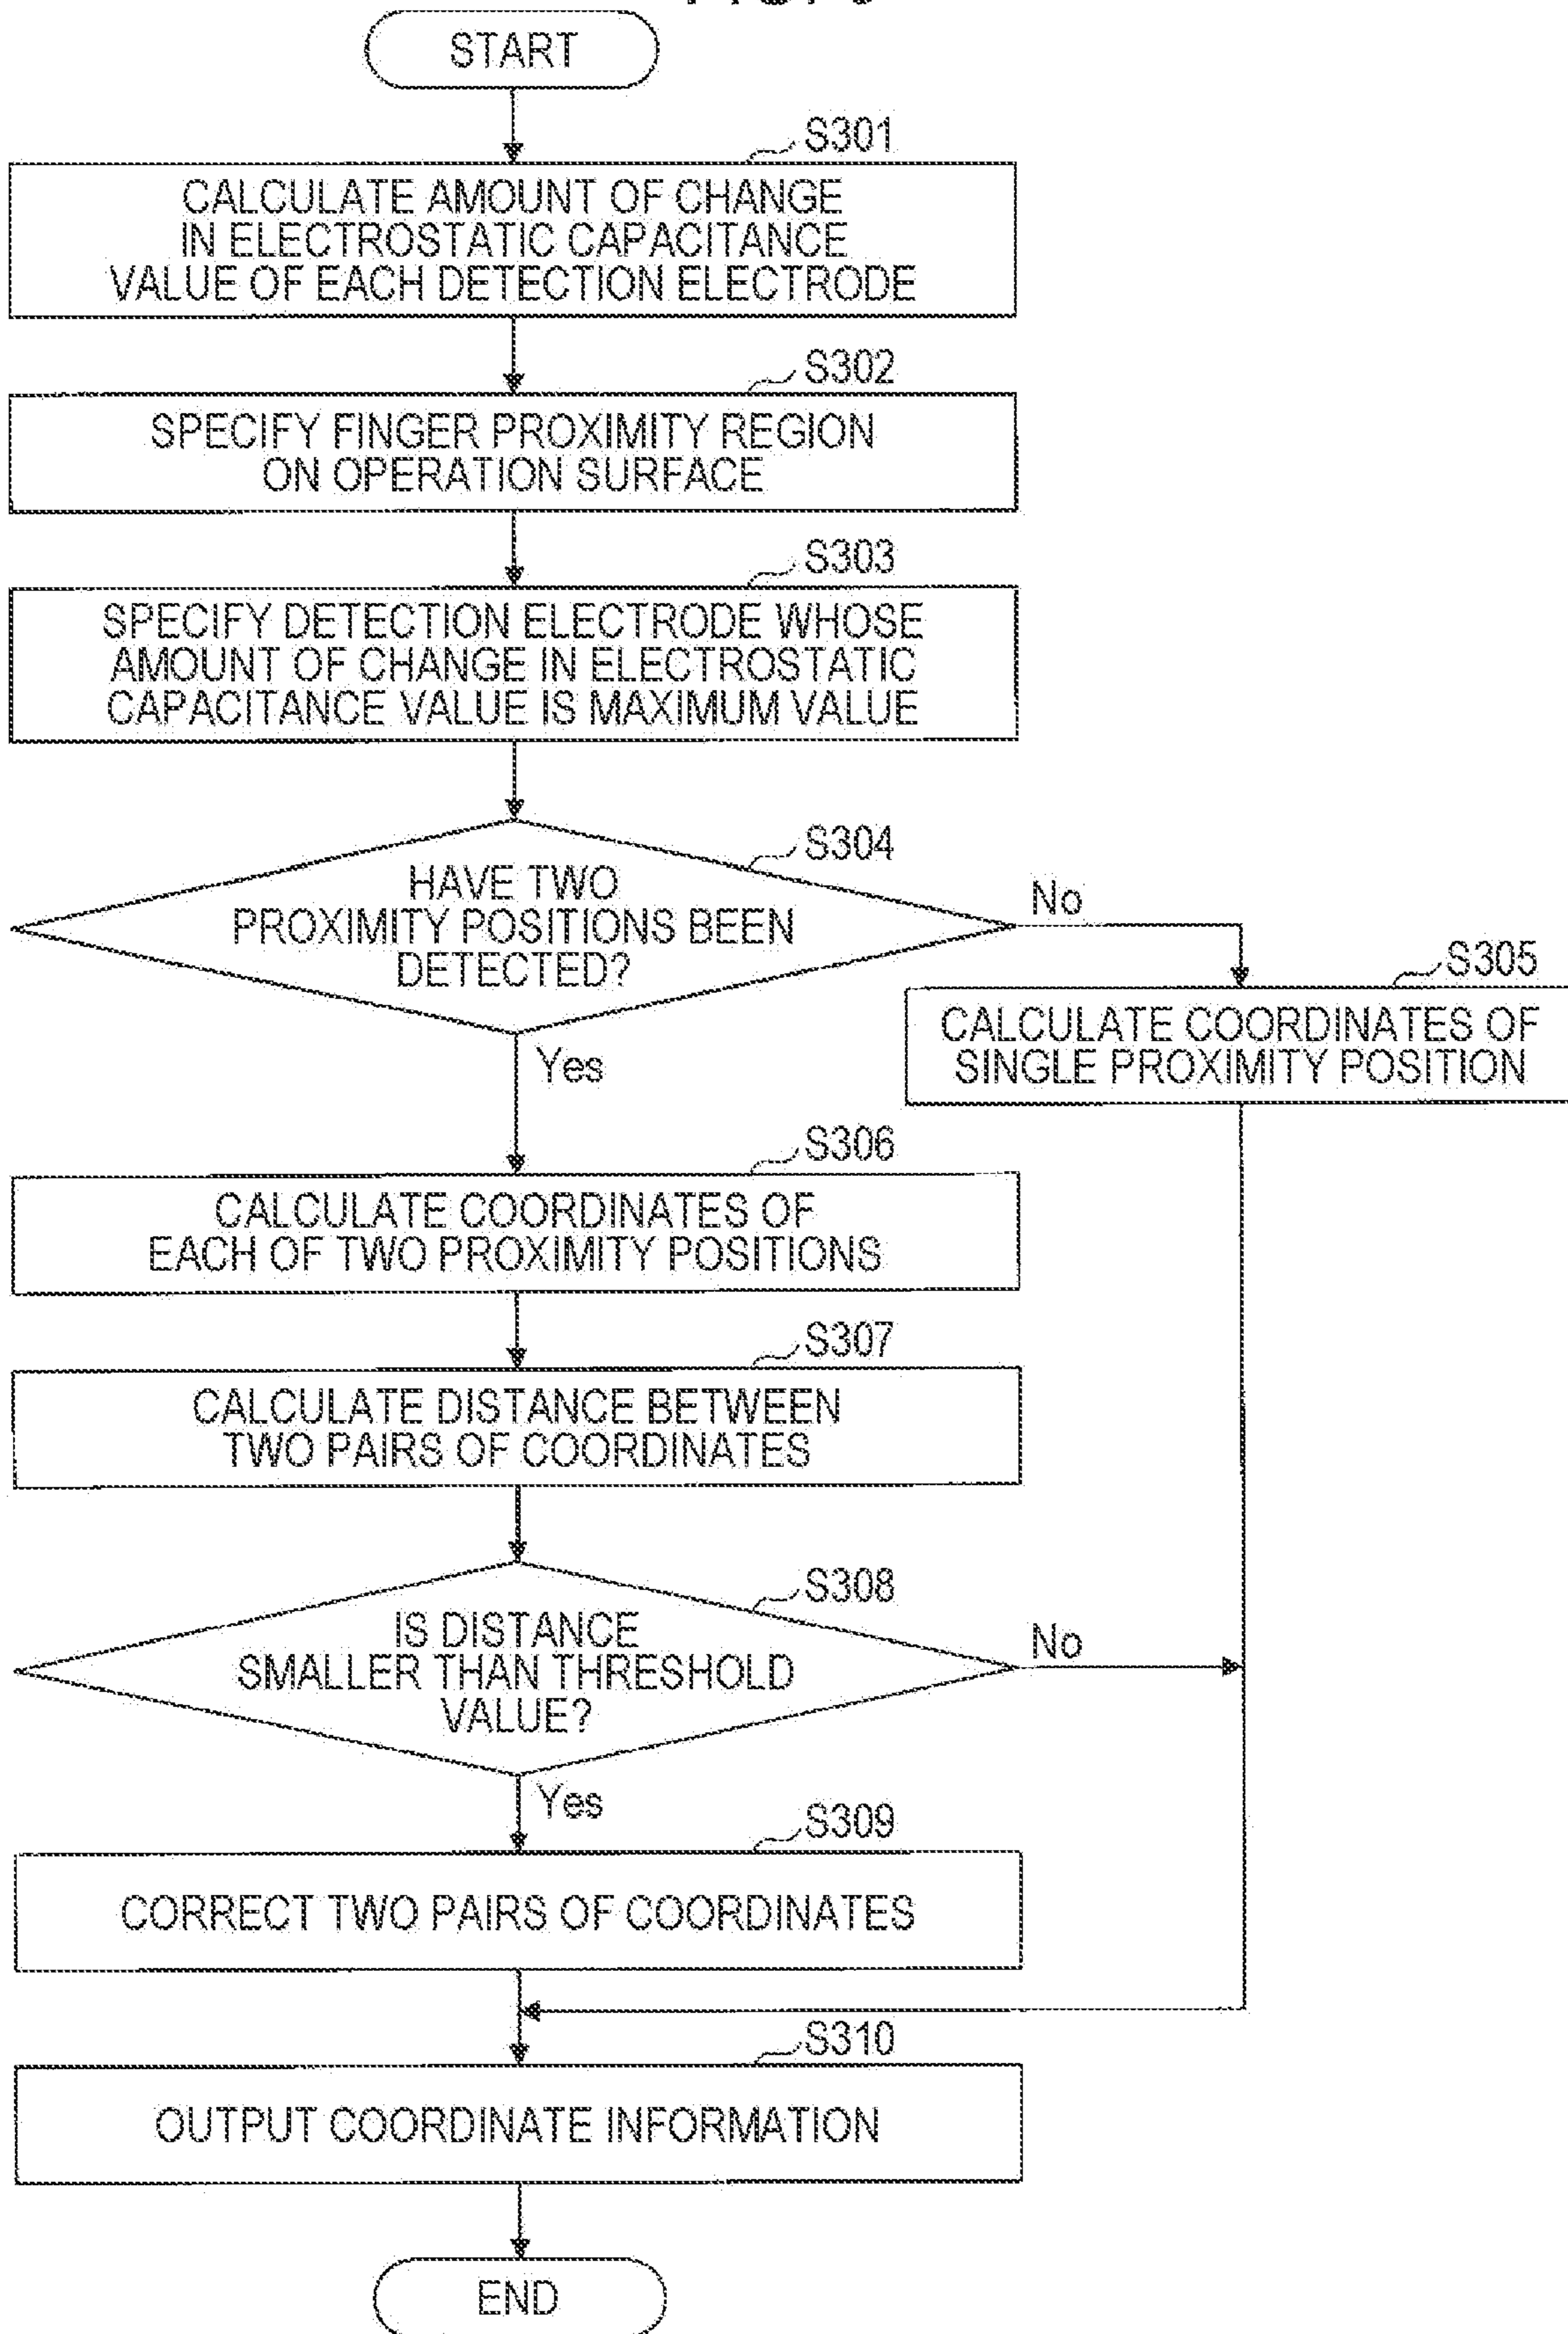 START
S301
CALCULATE AMOUNT OF CHANGE
IN ELECTROSTATIC CAPACITANCE
VALUE OF EACH DETECTION ELECTRODE
S302
SPECIFY FINGER PROXIMITY REGION
ON OPERATION SURFACE
S303
SPECIFY DETECTION ELECTRODE WHOSE
AMOUNT OF CHANGE IN ELECTROSTATIC
CAPACITANCE VALUE IS MAXIMUM VALUE
S304
HAVE TWO
PROXIMITY POSITIONS BEEN
DETECTED?
No
S305
CALCULATE COORDINATES OF
SINGLE PROXIMITY POSITION
Yes
S306
CALCULATE COORDINATES OF
EACH OF TWO PROXIMITY POSITIONS
S307
CALCULATE DISTANCE BETWEEN
TWO PAIRS OF COORDINATES
S308
IS DISTANCE
SMALLER THAN THRESHOLD
VALUE?
No
Yes
S309
CORRECT TWO PAIRS OF COORDINATES
S310
OUTPUT COORDINATE INFORMATION
END